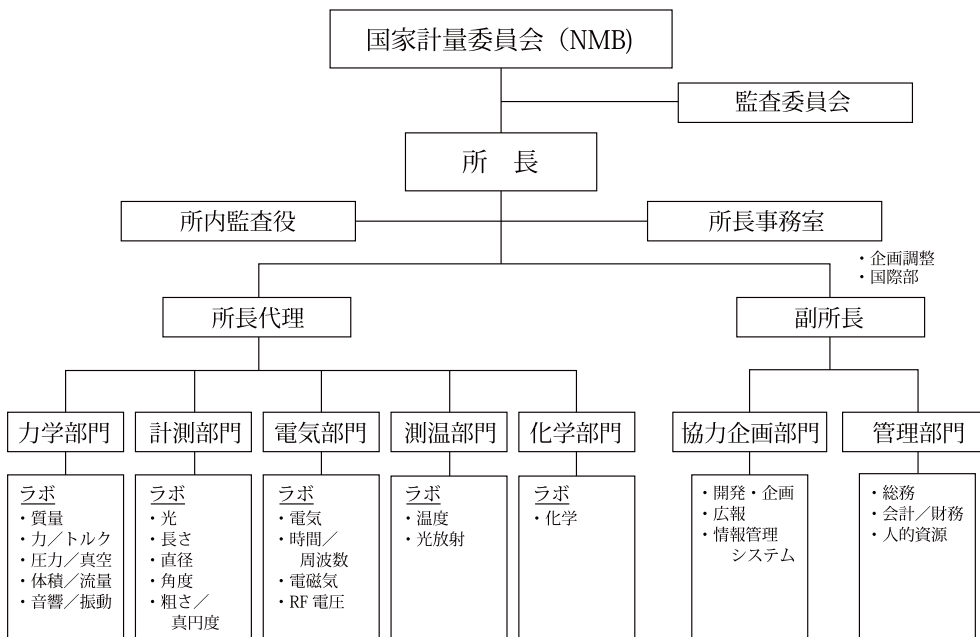 国家計量委員会（NMB)
監査委員会
所　長
所内監査役
所長事務室
・企画調整
・国際部
所長代理
副所長
力学部門
計測部門
電気部門
測温部門
化学部門
協力企画部門
管理部門
ラボ
・質量
・力／トルク
・圧力／真空
・体積／流量
・音響／振動
ラボ
・光
・長さ
・直径
・角度
・粗さ／
真円度
ラボ
・電気
・時間／
周波数
・電磁気
・RF 電圧
ラボ
・温度
・光放射
ラボ
・化学
・開発・企画
・広報
・情報管理
システム
・総務
・会計／財務
・人的資源